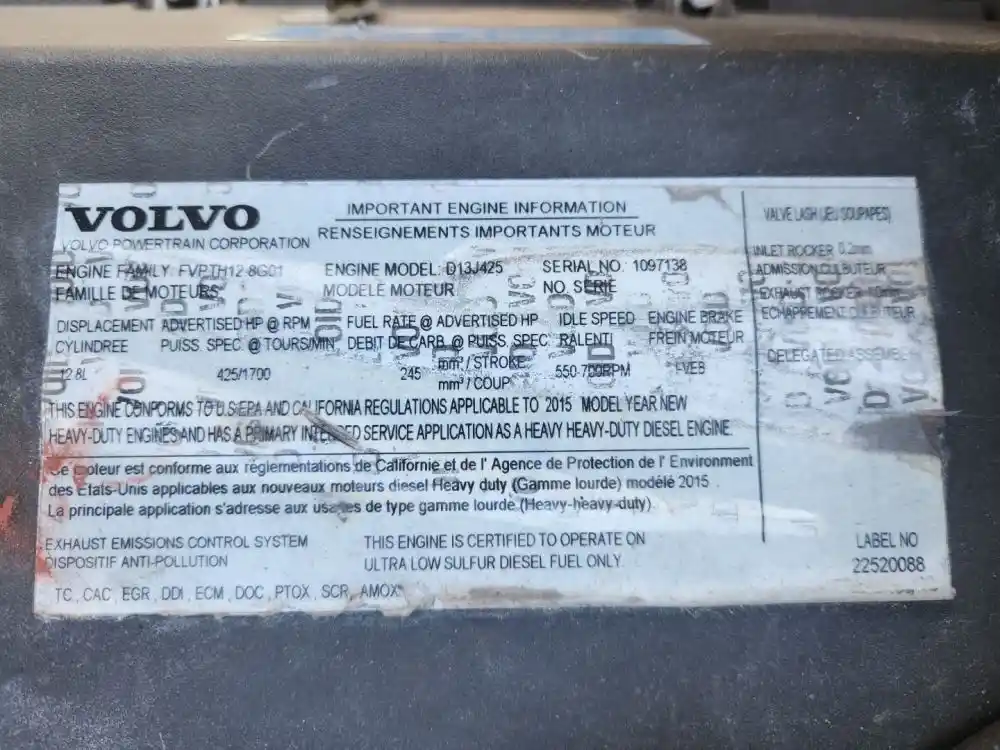 VOLVO
VOLVO POWERTRAIN CORPORATION
IMPORTANT ENGINE INFORMATION
RENSEIGNEMENTS IMPORTANTS MOTEUR
ENGINE FAMILY: FVPTH12.8G01 ENGINE MODEL: D13J425 SERIAL NO. 1097138
FAMILLE DE MOTEURS MODÈLE MOTEUR NO. SÉRIE
DISPLACEMENT ADVERTISED HP @ RPM FUEL RATE @ ADVERTISED HP IDLE SPEED ENGINE BRAKE
CYLINDREE PUISS. SPEC. @ TOURS/MIN DEBIT DE CARB. @ PUISS. SPEC. RALENTI FREIN MOTEUR
12.8L 425/1700 245 mm³/ STROKE 550-700RPM EVEB
mm³/ COUP
THIS ENGINE CONFORMS TO U.S EPA AND CALIFORNIA REGULATIONS APPLICABLE TO 2015 MODEL YEAR NEW
HEAVY-DUTY ENGINES AND HAS A PRIMARY INTENDED SERVICE APPLICATION AS A HEAVY HEAVY-DUTY DIESEL ENGINE.
Ce moteur est conforme aux réglementations de Californie et de l' Agence de Protection de l' Environment
des Etats-Unis applicables aux nouveaux moteurs diesel Heavy duty (Gamme lourde) modélé 2015
La principale application s'adresse aux usages de type gamme lourde (Heavy-heavy-duty)
EXHAUST EMISSIONS CONTROL SYSTEM
DISPOSITIF ANTI-POLLUTION
TC, CAC, EGR, DDI, ECM, DOC, PTOX, SCR, AMOX
THIS ENGINE IS CERTIFIED TO OPERATE ON
ULTRA LOW SULFUR DIESEL FUEL ONLY.
VALVE LASH (JEU SOUPAPES)
INLET ROCKER 0.2mm
ADMISSION CULBUTEUR
EXHAUST ROCKER
ECHAPPEMENT CULBUTEUR
DELEGATED ASSEMBLY
LABEL NO
22520088